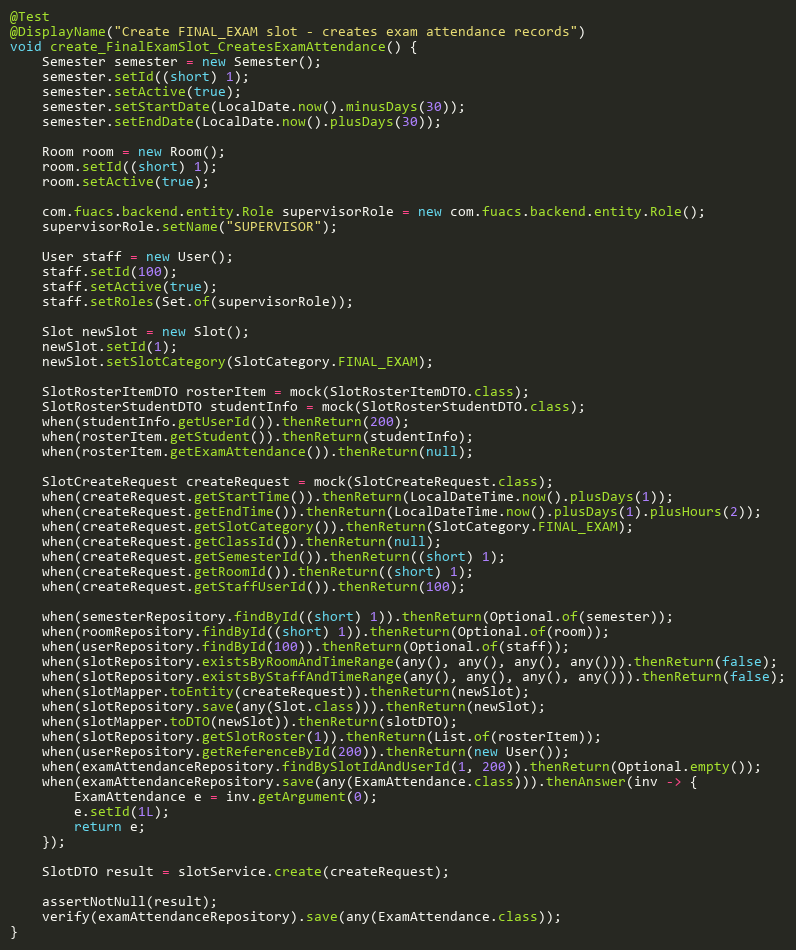 @Test
@DisplayName("Create FINAL_EXAM slot - creates exam attendance records")
void create_FinalExamSlot_CreatesExamAttendance() {
    Semester semester = new Semester();
    semester.setId((short) 1);
    semester.setActive(true);
    semester.setStartDate(LocalDate.now().minusDays(30));
    semester.setEndDate(LocalDate.now().plusDays(30));

    Room room = new Room();
    room.setId((short) 1);
    room.setActive(true);

    com.fuacs.backend.entity.Role supervisorRole = new com.fuacs.backend.entity.Role();
    supervisorRole.setName("SUPERVISOR");

    User staff = new User();
    staff.setId(100);
    staff.setActive(true);
    staff.setRoles(Set.of(supervisorRole));

    Slot newSlot = new Slot();
    newSlot.setId(1);
    newSlot.setSlotCategory(SlotCategory.FINAL_EXAM);

    SlotRosterItemDTO rosterItem = mock(SlotRosterItemDTO.class);
    SlotRosterStudentDTO studentInfo = mock(SlotRosterStudentDTO.class);
    when(studentInfo.getUserId()).thenReturn(200);
    when(rosterItem.getStudent()).thenReturn(studentInfo);
    when(rosterItem.getExamAttendance()).thenReturn(null);

    SlotCreateRequest createRequest = mock(SlotCreateRequest.class);
    when(createRequest.getStartTime()).thenReturn(LocalDateTime.now().plusDays(1));
    when(createRequest.getEndTime()).thenReturn(LocalDateTime.now().plusDays(1).plusHours(2));
    when(createRequest.getSlotCategory()).thenReturn(SlotCategory.FINAL_EXAM);
    when(createRequest.getClassId()).thenReturn(null);
    when(createRequest.getSemesterId()).thenReturn((short) 1);
    when(createRequest.getRoomId()).thenReturn((short) 1);
    when(createRequest.getStaffUserId()).thenReturn(100);

    when(semesterRepository.findById((short) 1)).thenReturn(Optional.of(semester));
    when(roomRepository.findById((short) 1)).thenReturn(Optional.of(room));
    when(userRepository.findById(100)).thenReturn(Optional.of(staff));
    when(slotRepository.existsByRoomAndTimeRange(any(), any(), any(), any())).thenReturn(false);
    when(slotRepository.existsByStaffAndTimeRange(any(), any(), any(), any())).thenReturn(false);
    when(slotMapper.toEntity(createRequest)).thenReturn(newSlot);
    when(slotRepository.save(any(Slot.class))).thenReturn(newSlot);
    when(slotMapper.toDTO(newSlot)).thenReturn(slotDTO);
    when(slotRepository.getSlotRoster(1)).thenReturn(List.of(rosterItem));
    when(userRepository.getReferenceById(200)).thenReturn(new User());
    when(examAttendanceRepository.findBySlotIdAndUserId(1, 200)).thenReturn(Optional.empty());
    when(examAttendanceRepository.save(any(ExamAttendance.class))).thenAnswer(inv -> {
        ExamAttendance e = inv.getArgument(0);
        e.setId(1L);
        return e;
    });

    SlotDTO result = slotService.create(createRequest);

    assertNotNull(result);
    verify(examAttendanceRepository).save(any(ExamAttendance.class));
}